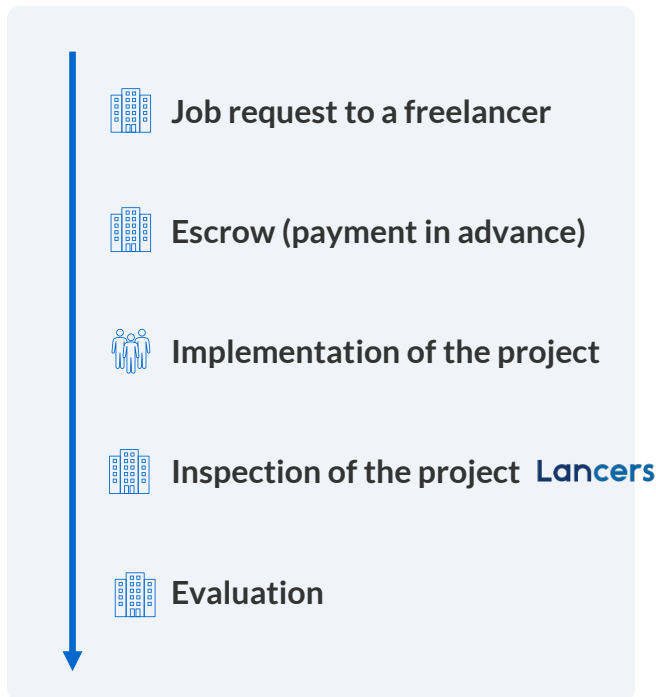 Job request to a freelancer
Escrow (payment in advance)
Implementation of the project
Inspection of the project Lancers
Evaluation